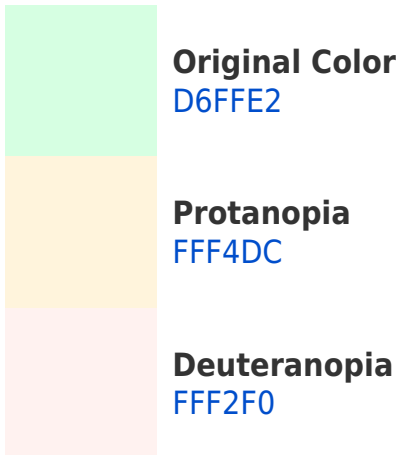 Original Color
D6FFE2
Protanopia
FFF4DC
Deuteranopia
FFF2F0